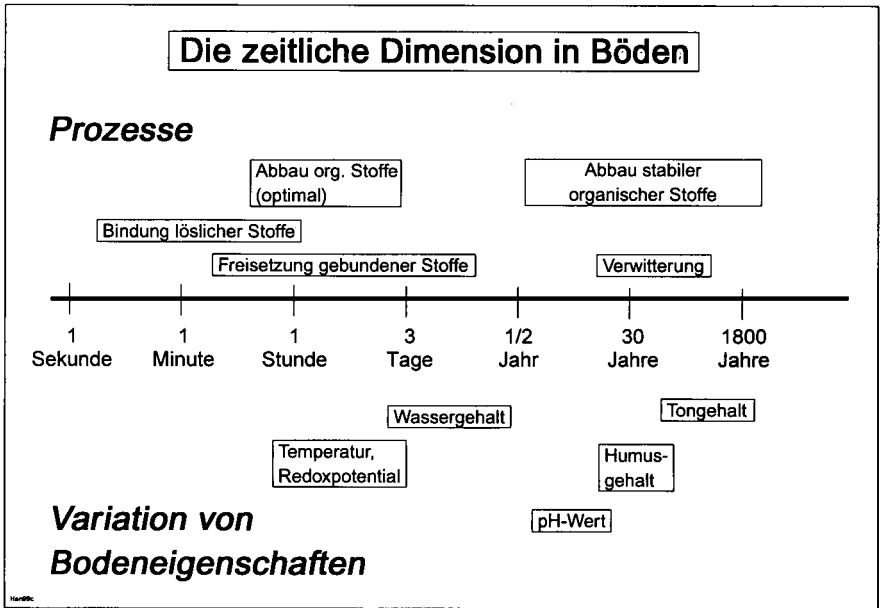 Die zeitliche Dimension in Böden
Prozesse
Abbau org. Stoffe
(optimal)
Abbau stabiler
organischer Stoffe
Bindung löslicher Stoffe
Freisetzung gebundener Stoffe
Verwitterung
1
Sekunde
1
Minute
1
Stunde
3
Tage
1/2
Jahr
30
Jahre
1800
Jahre
Wassergehalt
Tongehalt
Temperatur,
Redoxpotential
Humus-
gehalt
pH-Wert
Variation von
Bodeneigenschaften